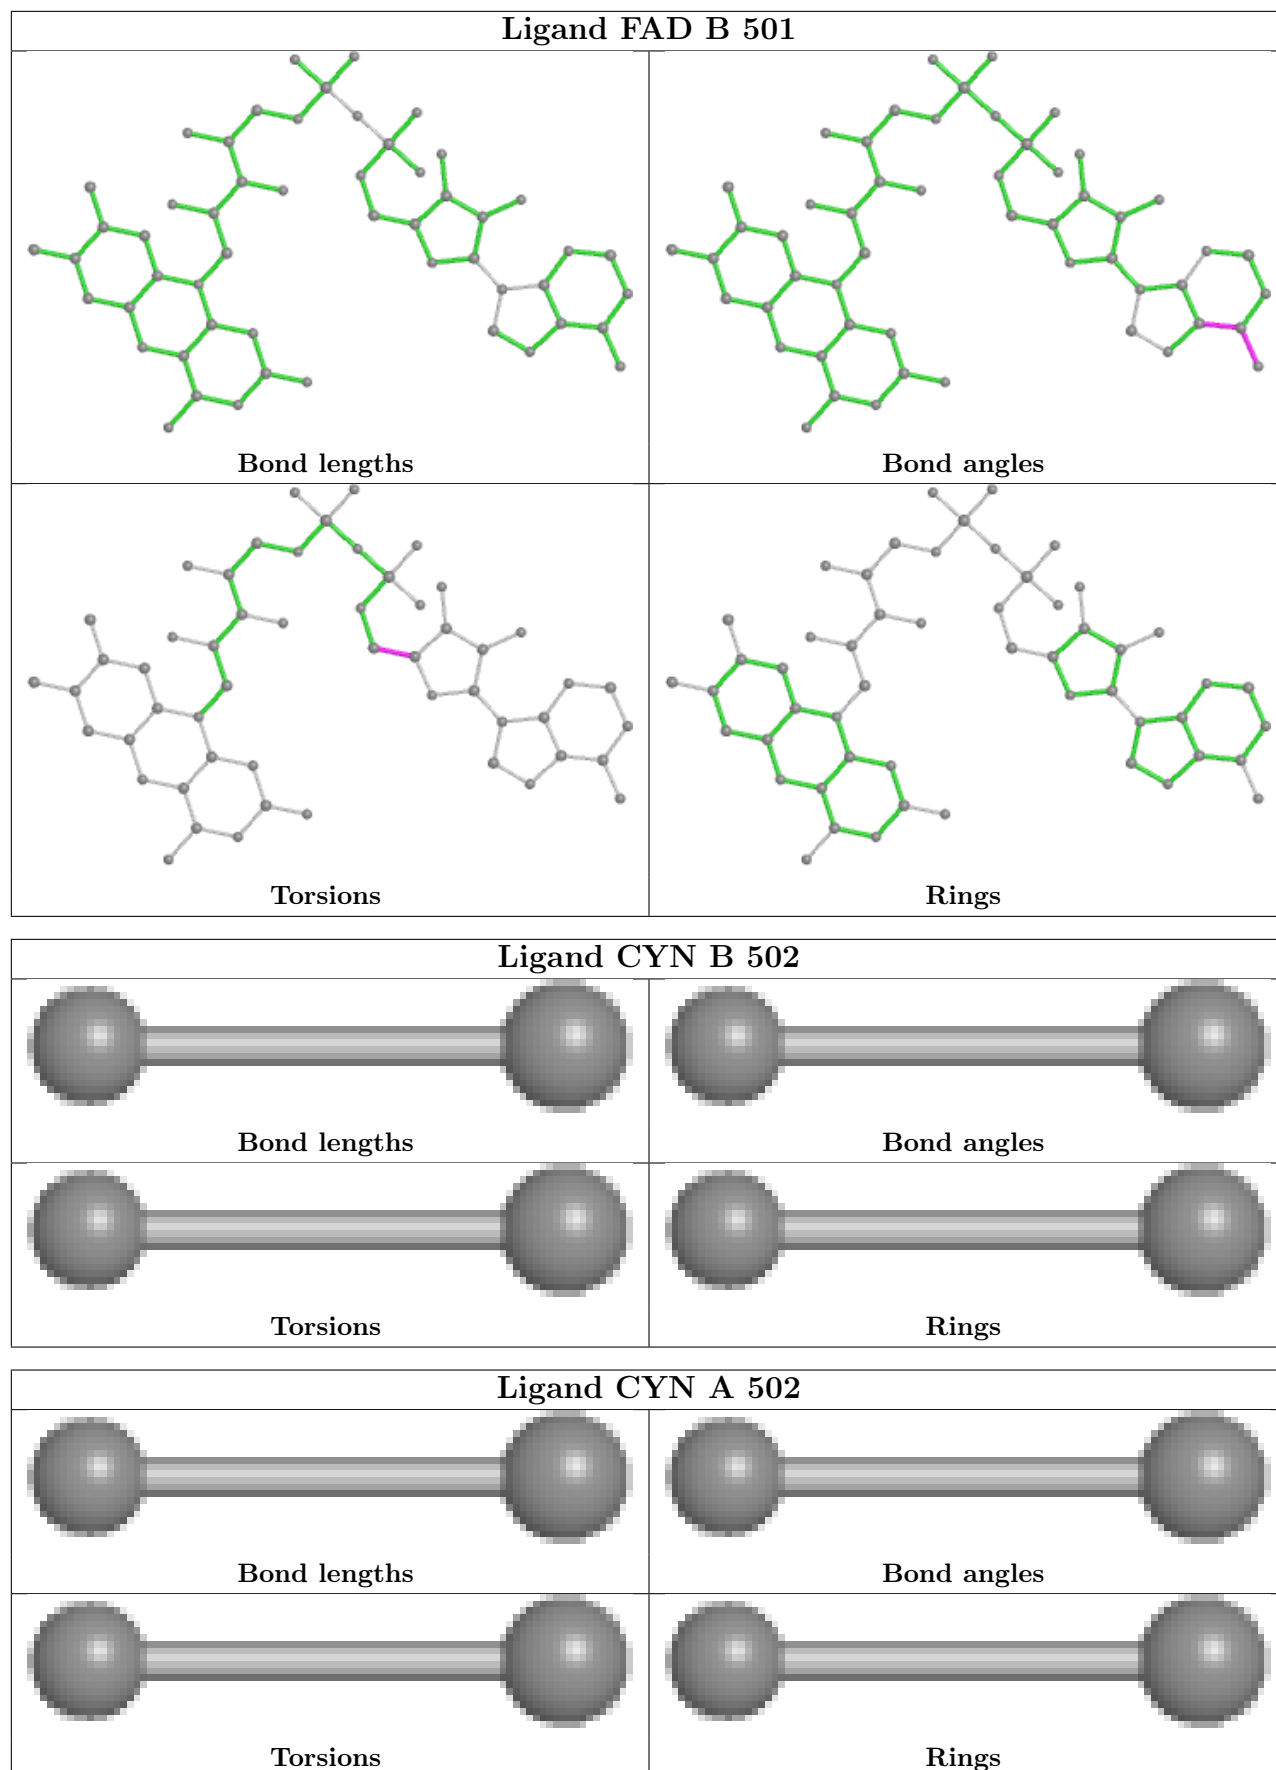 Ligand FAD B 501
Bond lengths
Bond angles
Torsions
Rings
Ligand CYN B 502
Bond lengths
Bond angles
Torsions
Rings
Ligand CYN A 502
Bond lengths
Bond angles
Torsions
Rings